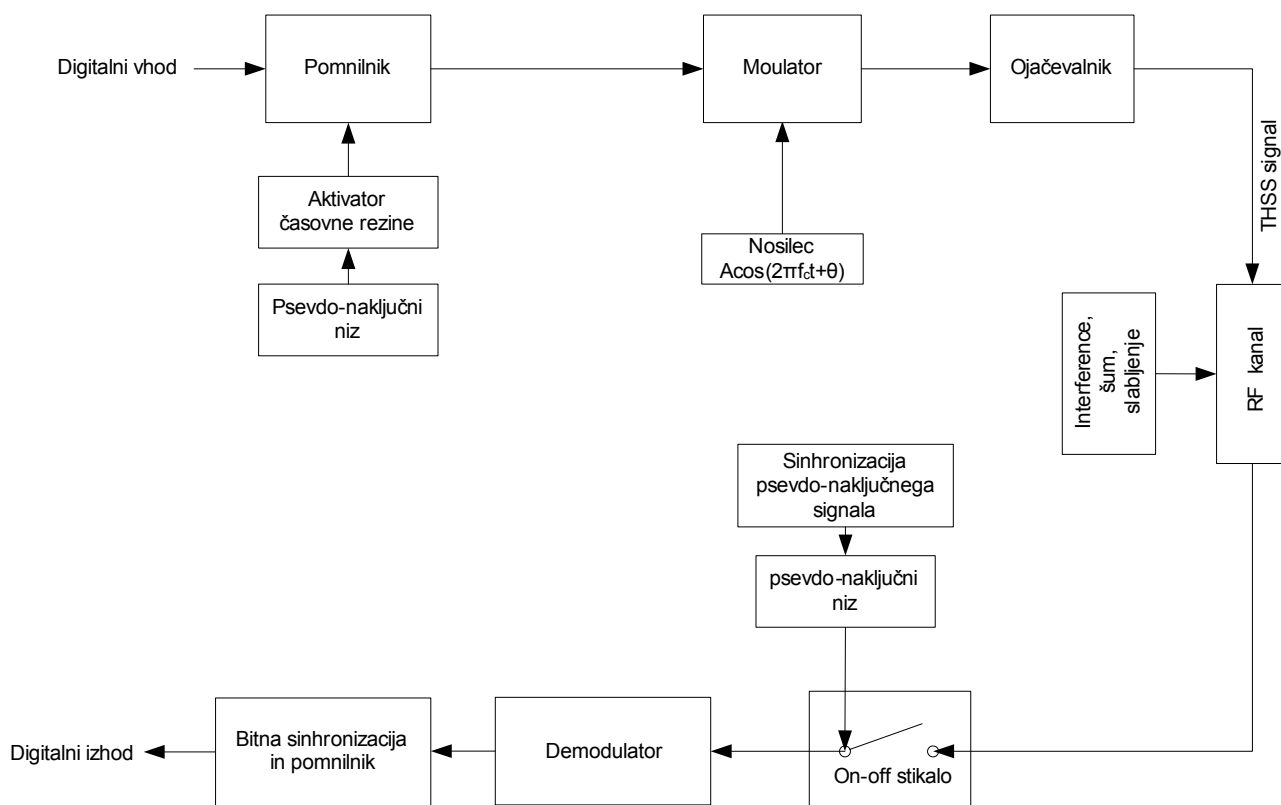 Digitalni vhod
Pomnilnik
Moulator
Ojačevalnik
THSS signal
Aktivator
časovne rezine
Nosilec
Acos(2πfct+θ)
Psevdo-naključni
niz
Interference,
šum,
slabljenje
RF kanal
Sinhronizacija
psevdo-naključnega
signala
psevdo-naključni
niz
Digitalni izhod
Bitna sinhronizacija
in pomnilnik
Demodulator
On-off stikalo